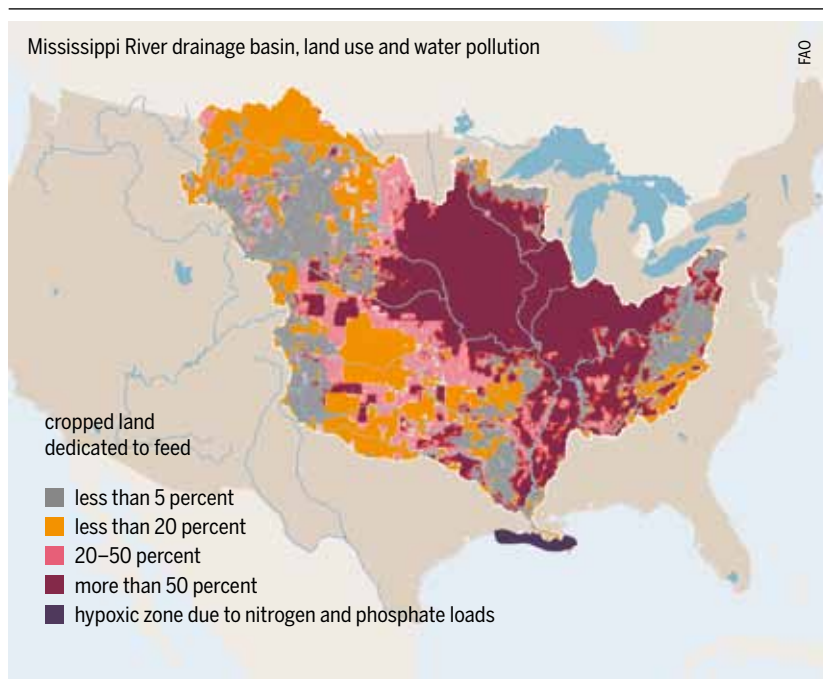 Mississippi River drainage basin, land use and water pollution
FAO
cropped land
dedicated to feed
less than 5 percent
less than 20 percent
20–50 percent
more than 50 percent
hypoxic zone due to nitrogen and phosphate loads